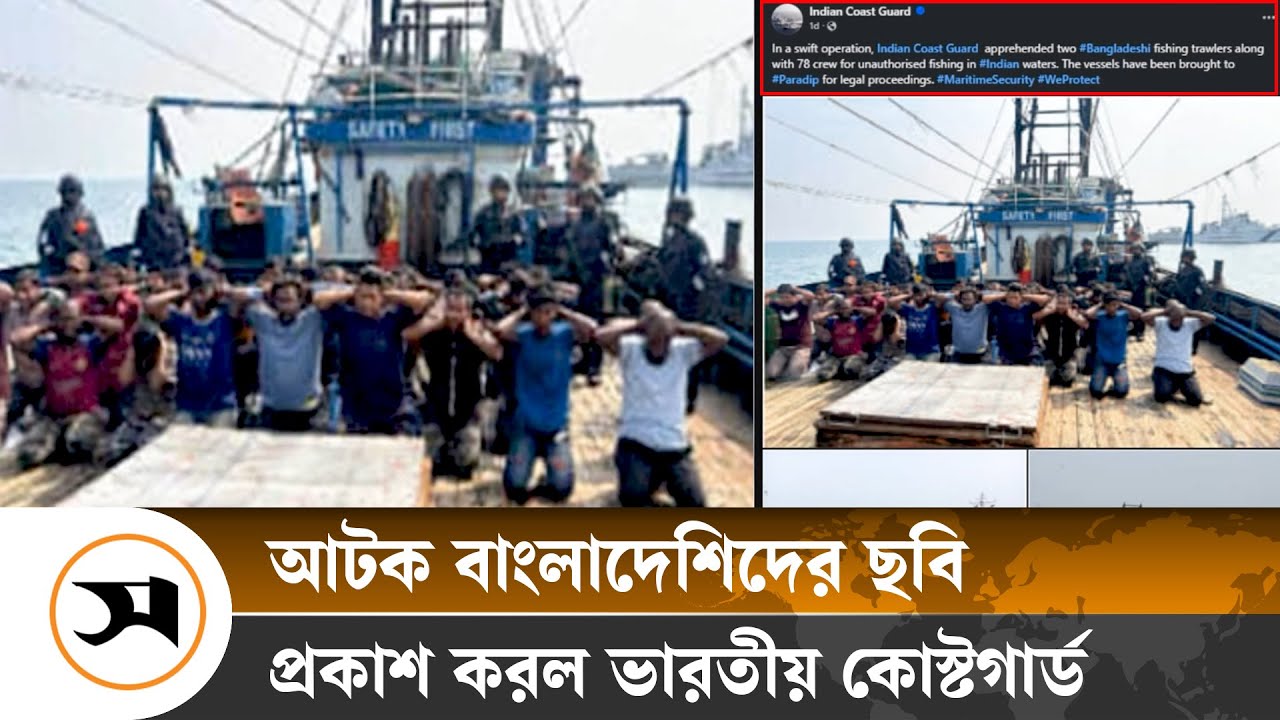 Indian Coast Guard
1d
In a swift operation, Indian Coast Guard apprehended two #Bangladeshi fishing trawlers along
with 78 crew for unauthorised fishing in #Indian waters. The vessels have been brought to
#Paradip for legal proceedings. #MaritimeSecurity #WeProtect
SAFETY FIRST
SAFETY FIRST
স
আটক বাংলাদেশিদের ছবি
প্রকাশ করল ভারতীয় কোস্টগার্ড